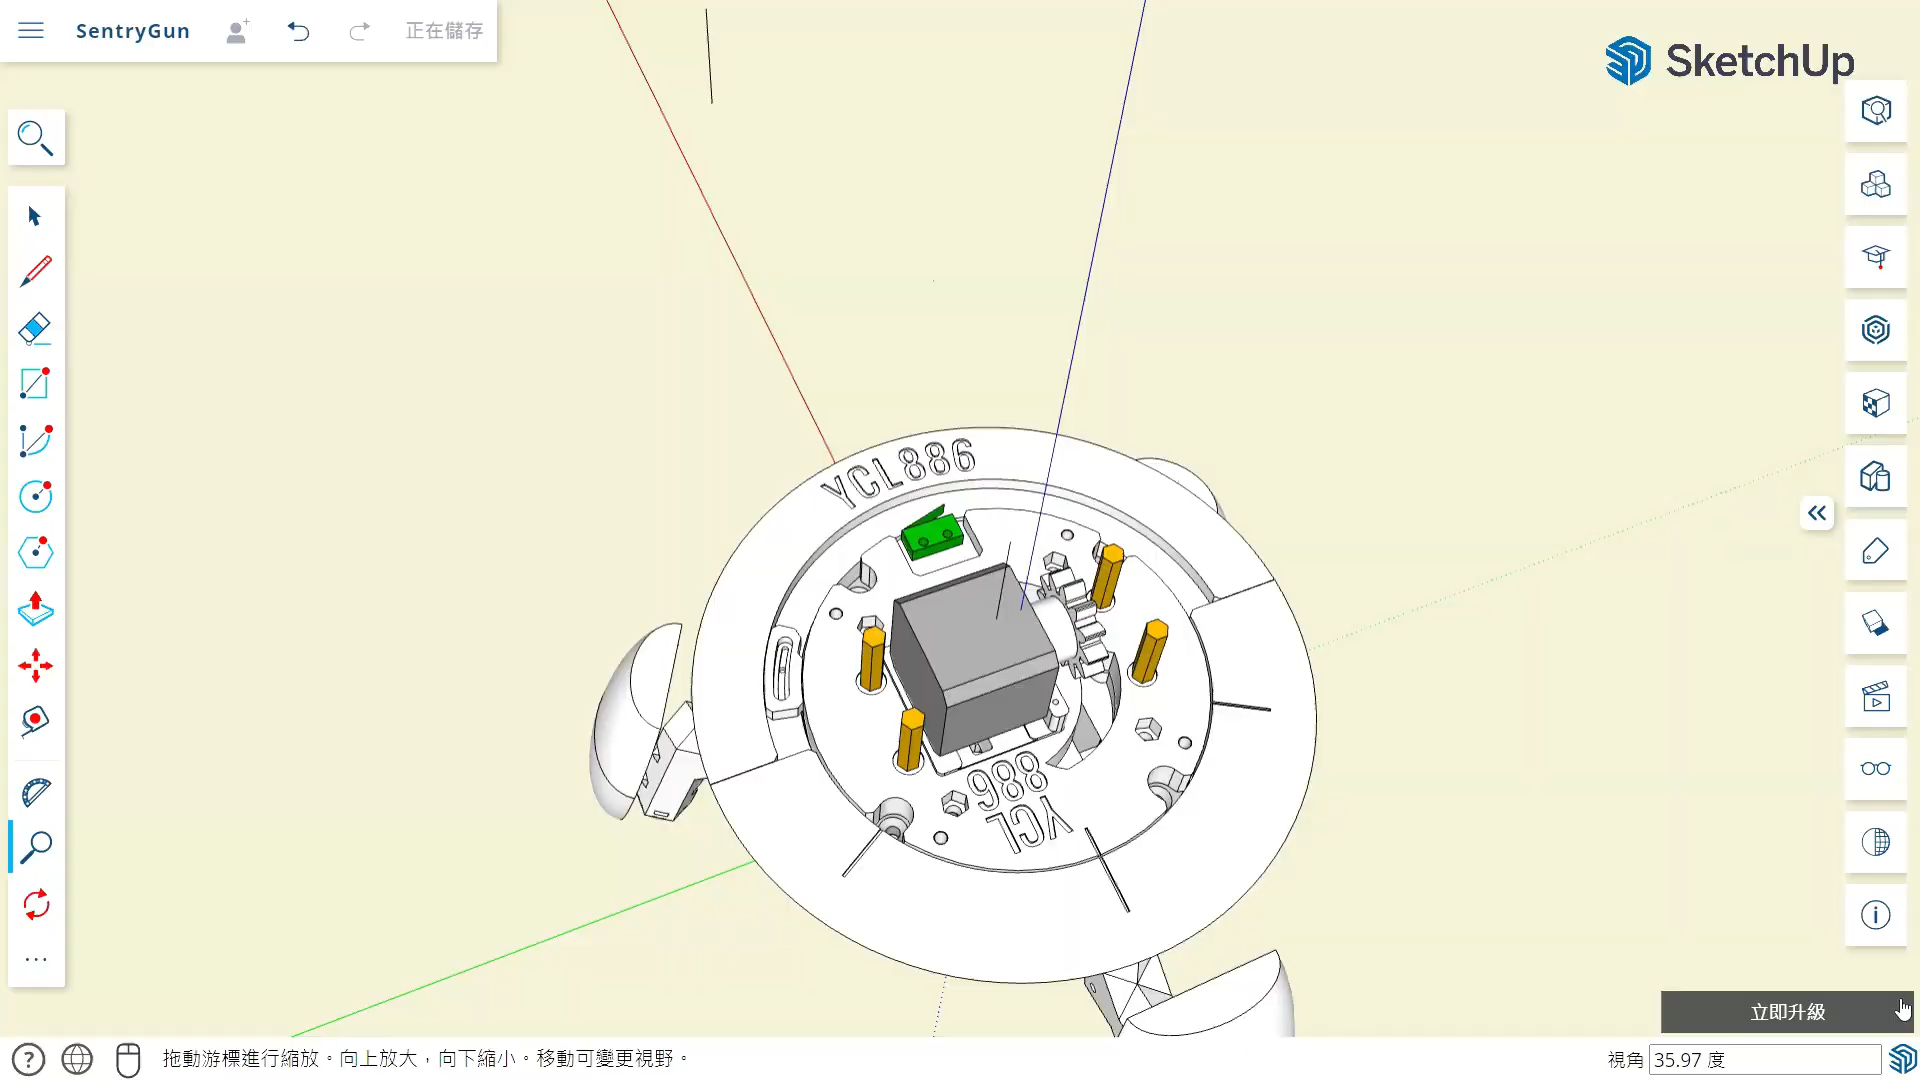 SentryGun
正在儲存
SketchUp
YCL886
886
YCL
立即升級
拖動游標進行縮放。向上放大，向下縮小。移動可變更視野。
視角 35.97 度